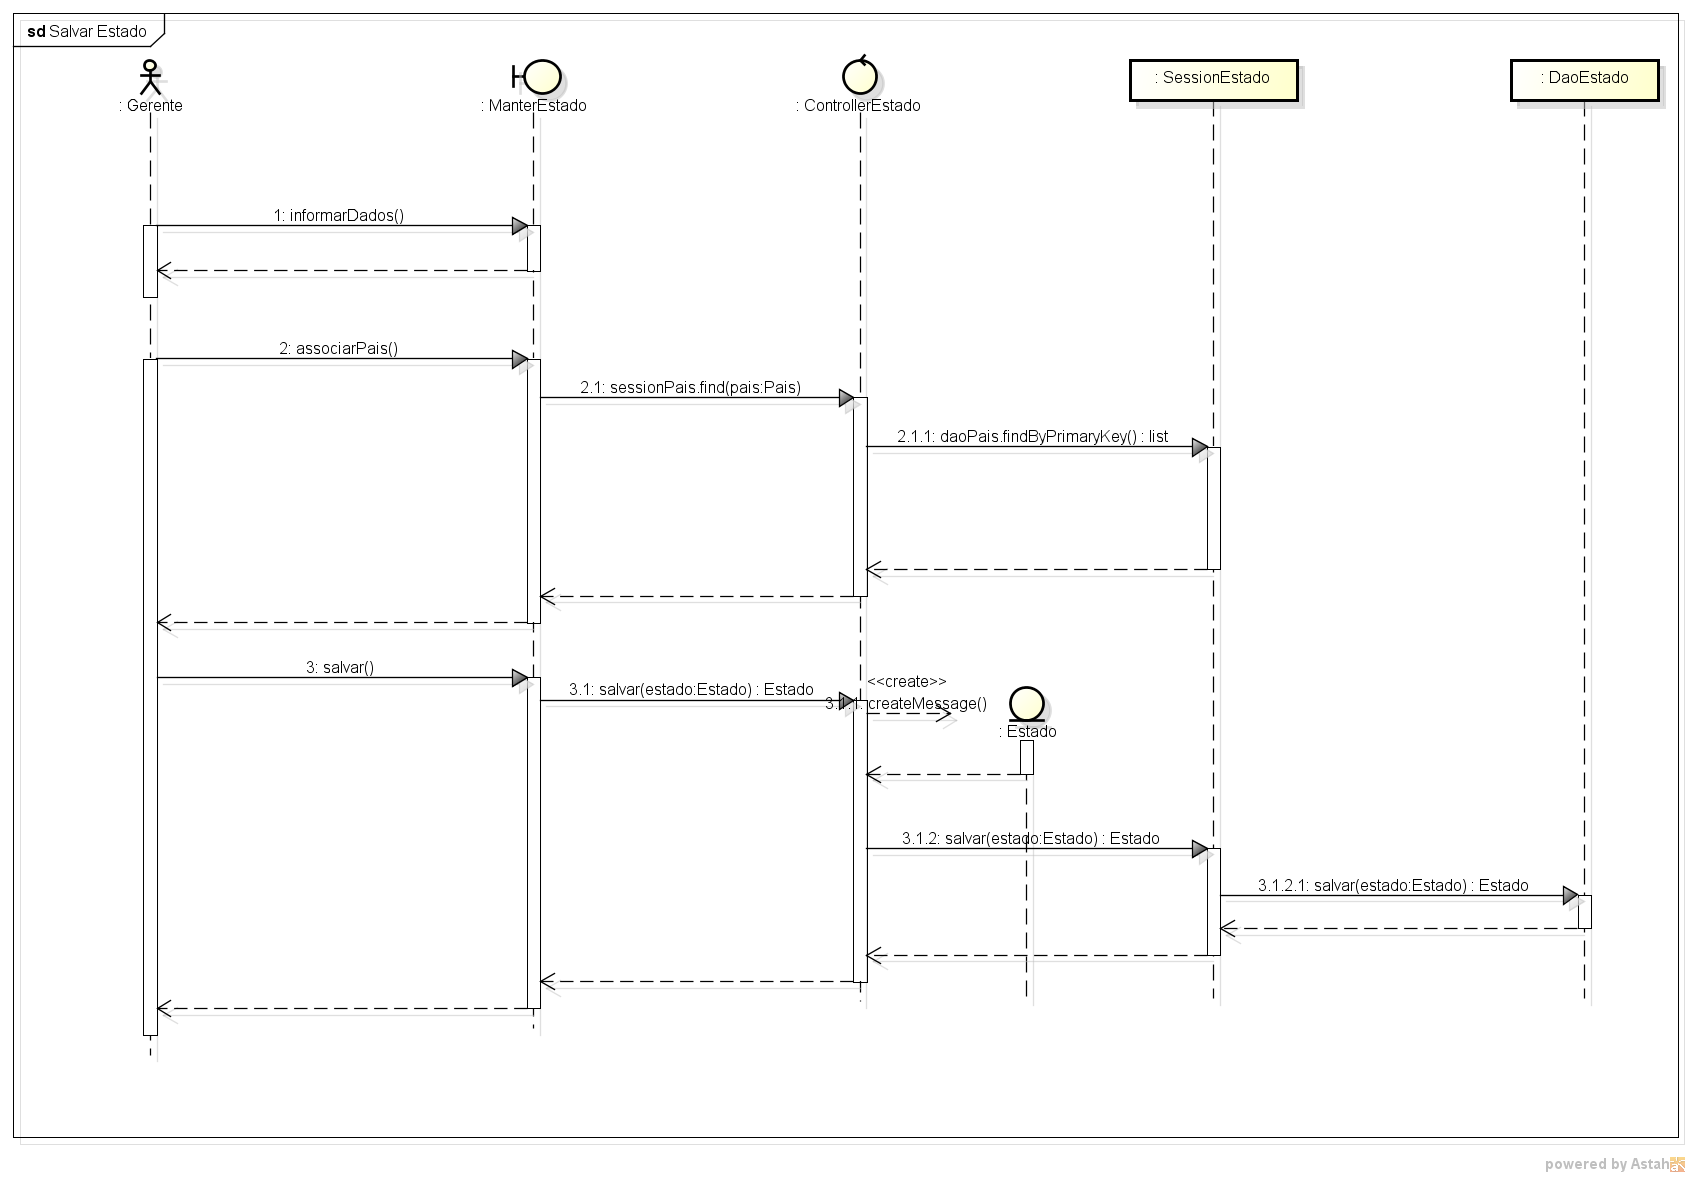 sd Salvar Estado
: Gerente
: ManterEstado
: ControllerEstado
: SessionEstado
: DaoEstado
1: informarDados()
2: associarPais()
2.1: sessionPais.find(pais:Pais)
2.1.1: daoPais.findByPrimaryKey() : list
3: salvar()
3.1: salvar(estado:Estado) : Estado
<<create>>
3.1.1: createMessage()
: Estado
3.1.2: salvar(estado:Estado) : Estado
3.1.2.1: salvar(estado:Estado) : Estado
powered by Astah